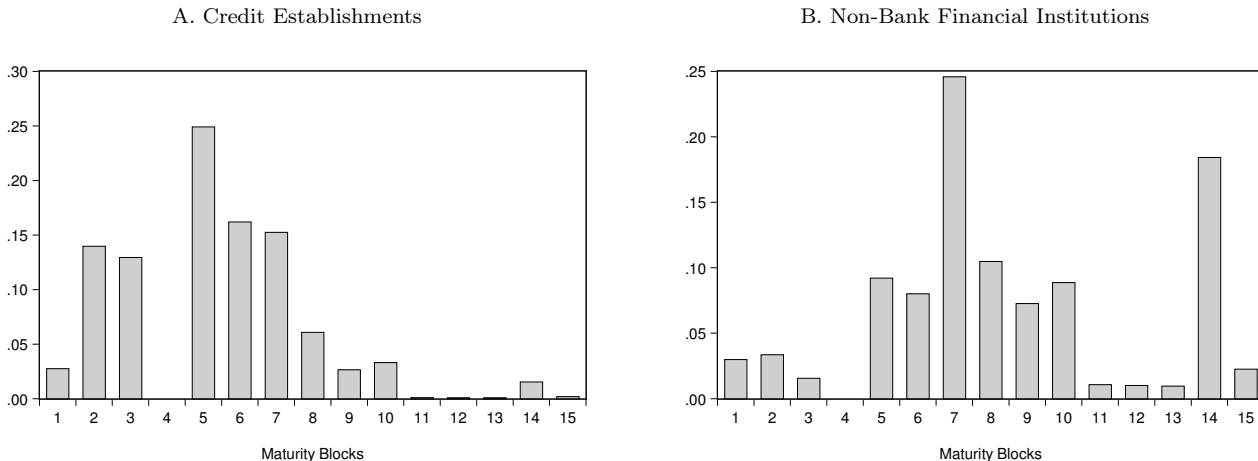 A. Credit Establishments
.30
.25
.20
.15
.10
.05
.00
1 2 3 4 5 6 7 8 9 10 11 12 13 14 15
Maturity Blocks
B. Non-Bank Financial Institutions
.25
.20
.15
.10
.05
.00
1 2 3 4 5 6 7 8 9 10 11 12 13 14 15
Maturity Blocks